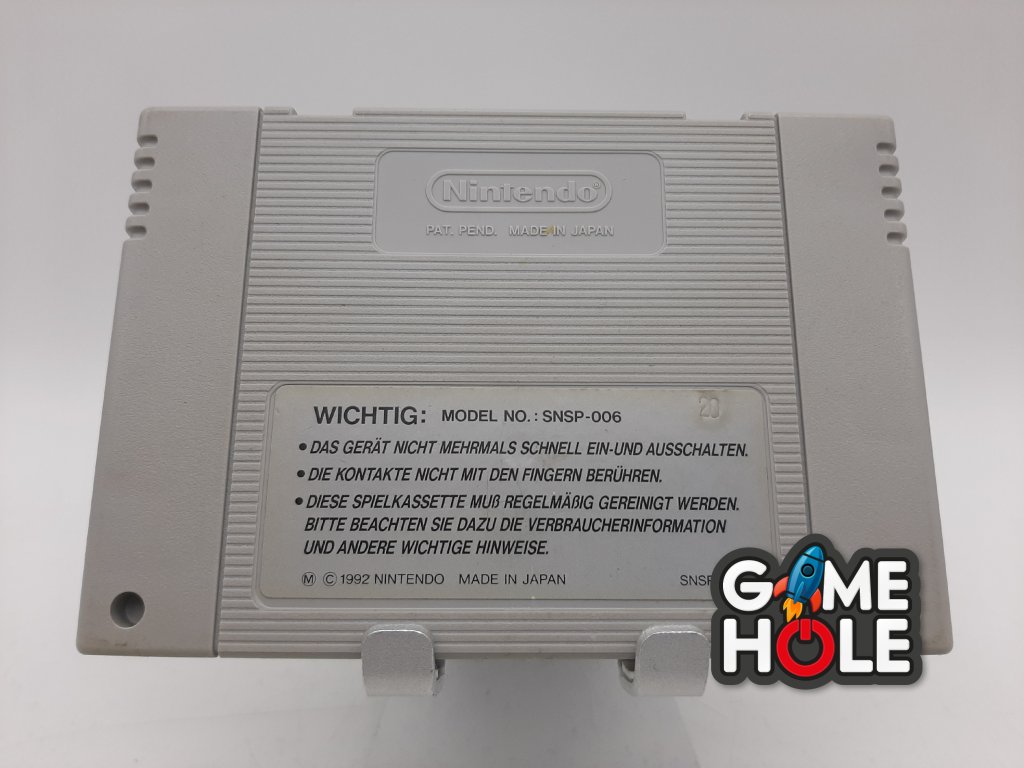 Nintendo®
PAT. PEND. MADE IN JAPAN
WICHTIG: MODEL NO.: SNSP-006
20
• DAS GERÄT NICHT MEHRMALS SCHNELL EIN-UND AUSSCHALTEN.
• DIE KONTAKTE NICHT MIT DEN FINGERN BERÜHREN.
• DIESE SPIELKASSETTE MUß REGELMÄßIG GEREINIGT WERDEN.
BITTE BEACHTEN SIE DAZU DIE VERBRAUCHERINFORMATION
UND ANDERE WICHTIGE HINWEISE.
Ⓜ © 1992 NINTENDO MADE IN JAPAN
GAME
HOLE